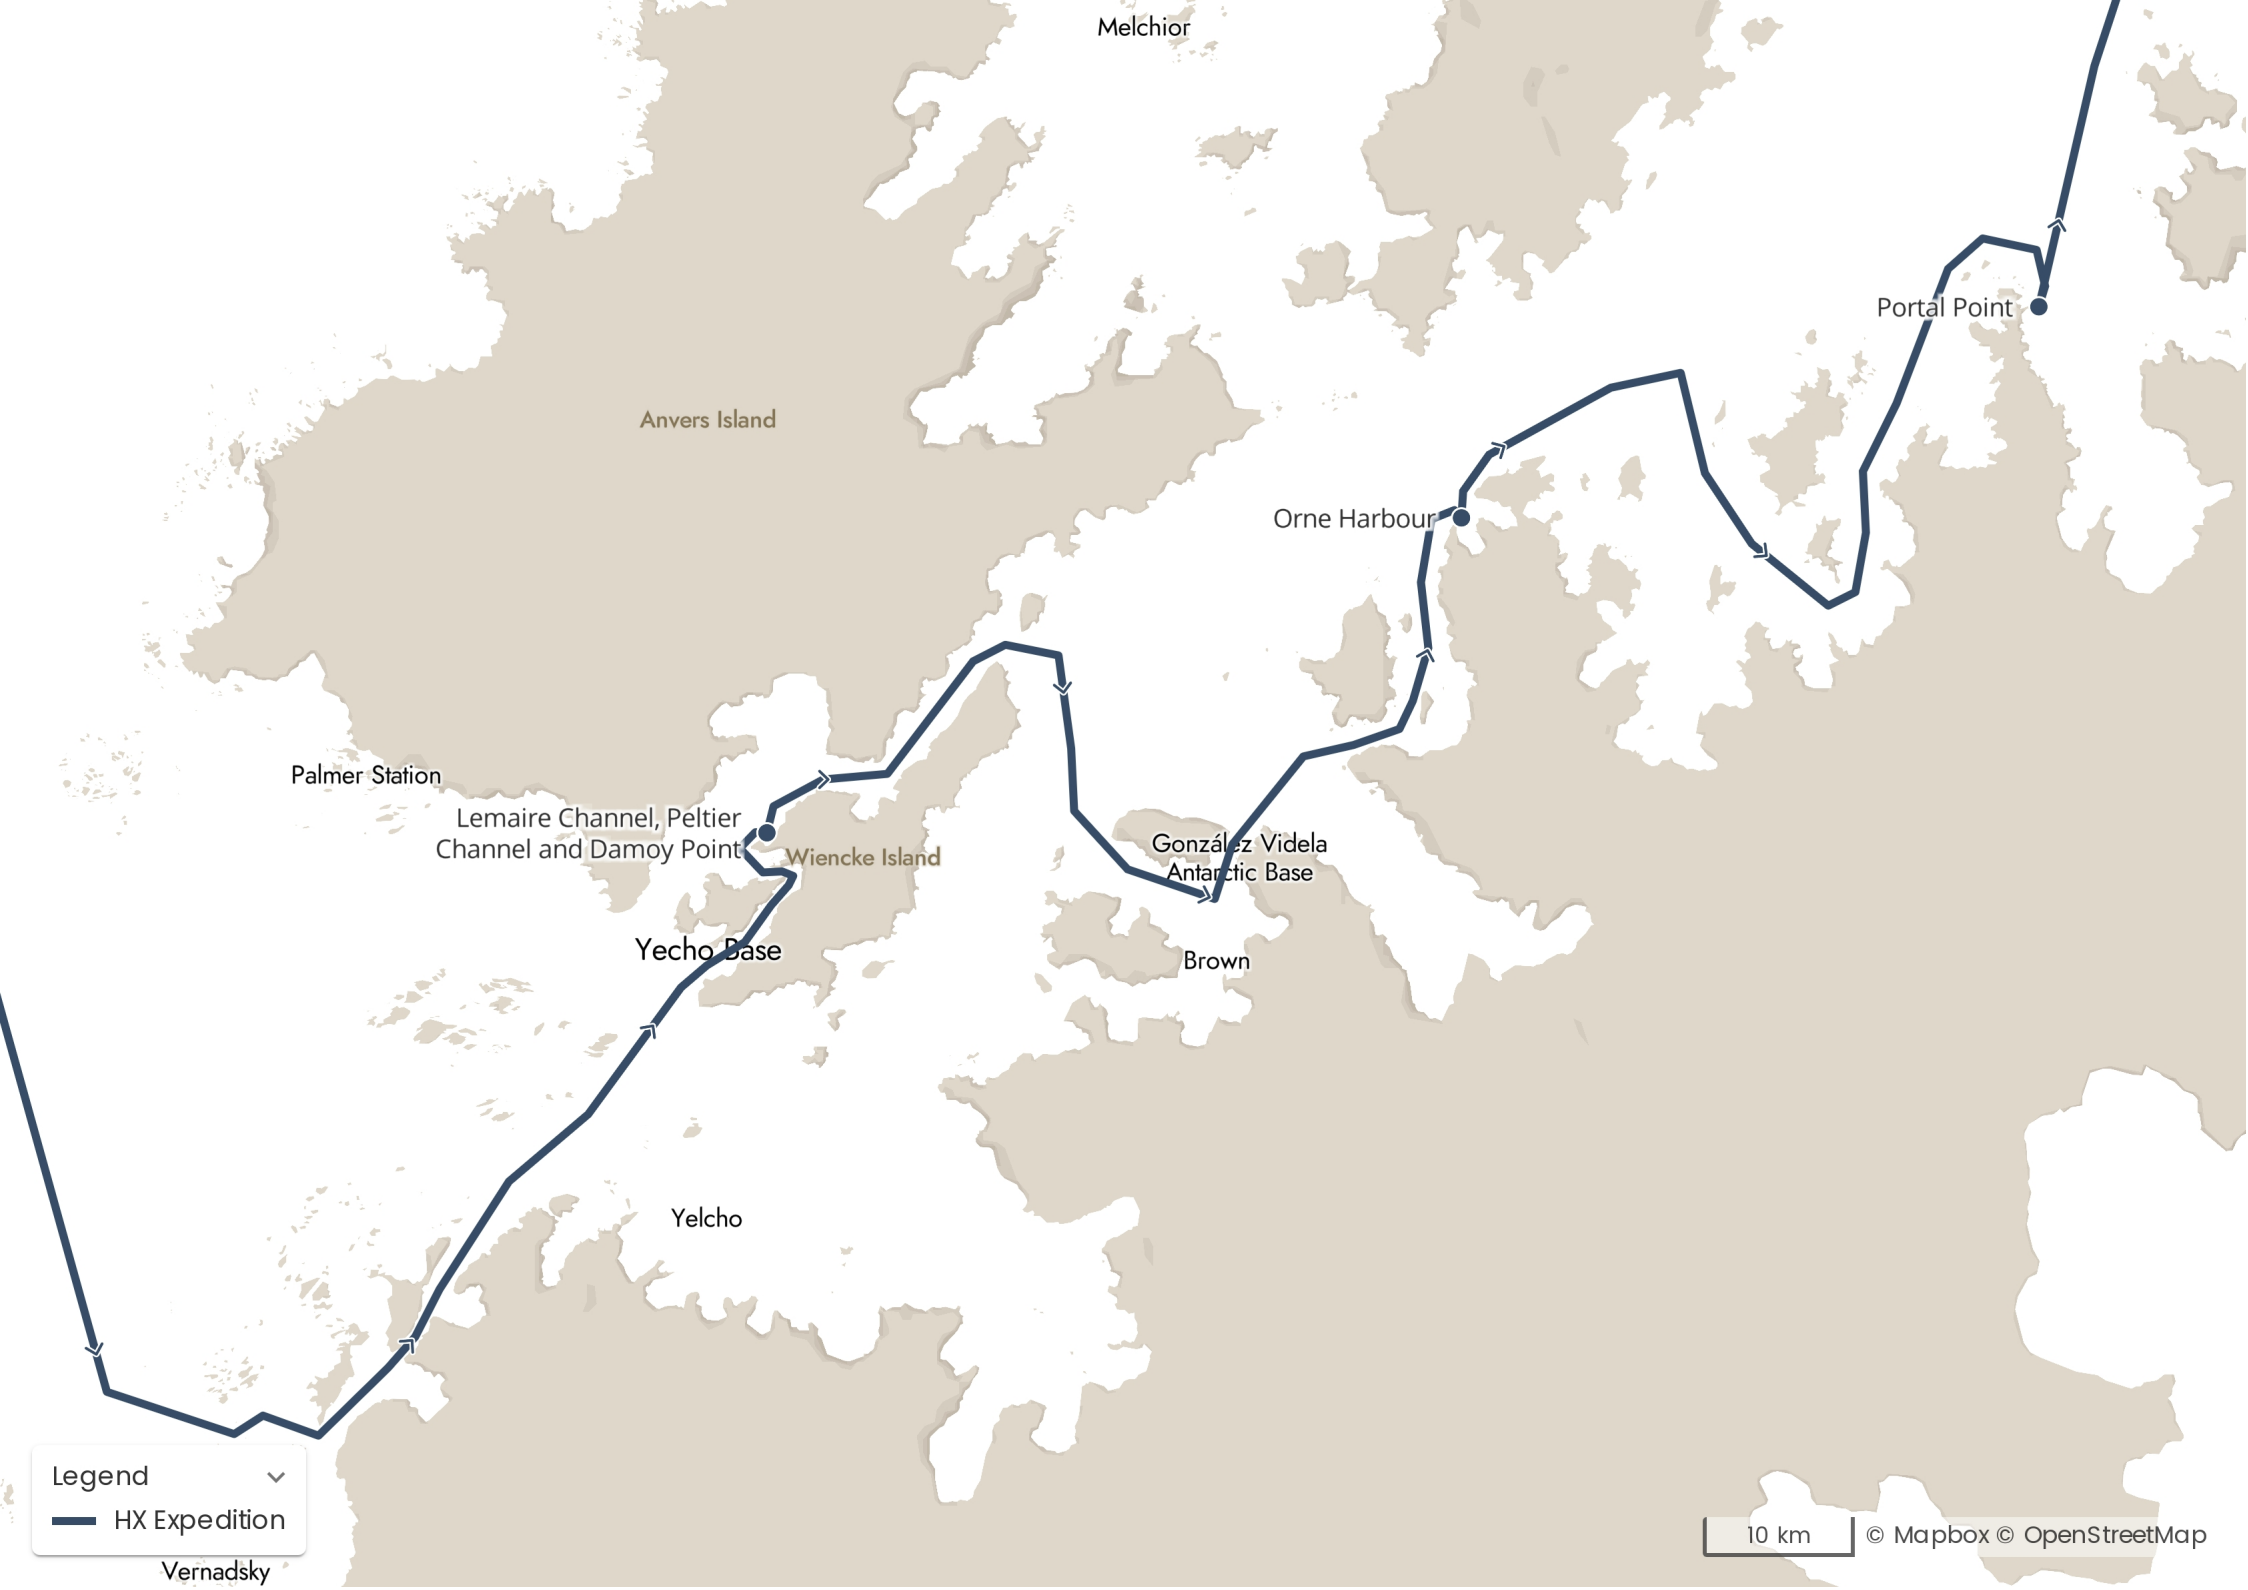 Melchior
Portal Point
Anvers Island
Orne Harbour
Palmer Station
Lemaire Channel, Peltier
Channel and Damoy Point
Wiencke Island
González Videla
Antarctic Base
Yecho Base
Brown
Yelcho
Legend
HX Expedition
Vernadsky
10 km
© Mapbox © OpenStreetMap